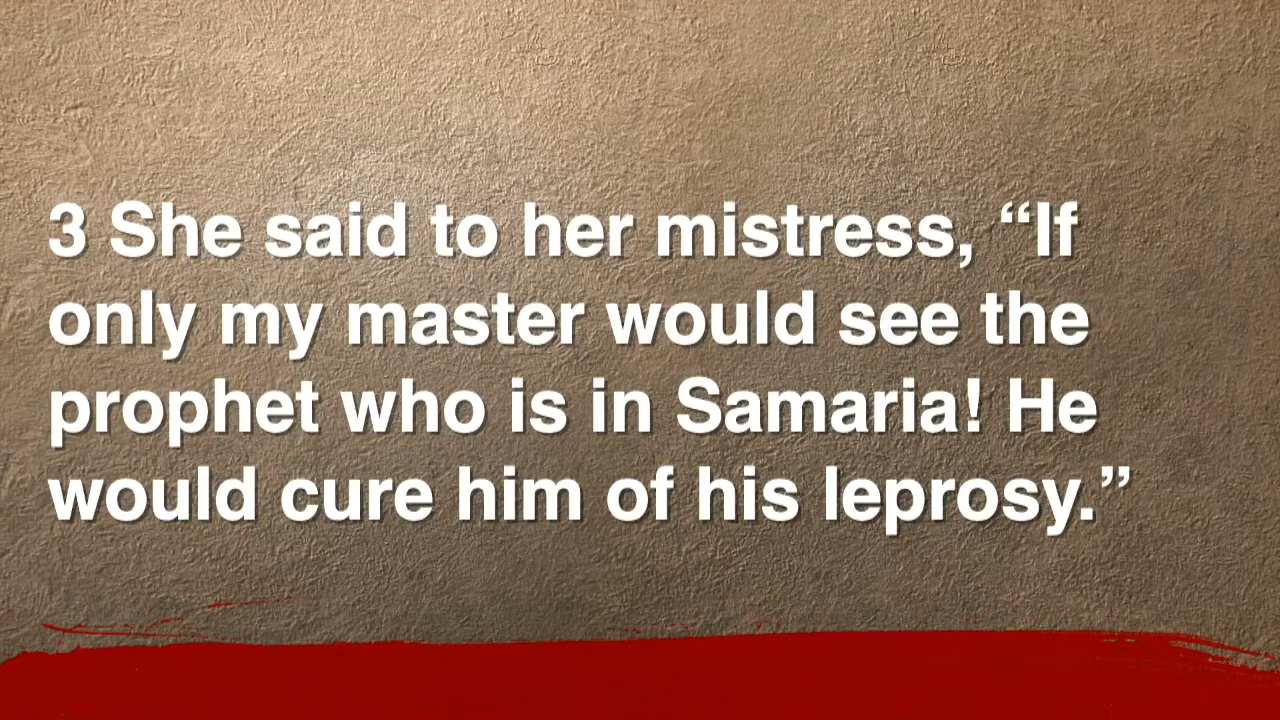 3 She said to her mistress, “If
only my master would see the
prophet who is in Samaria! He
would cure him of his leprosy.”